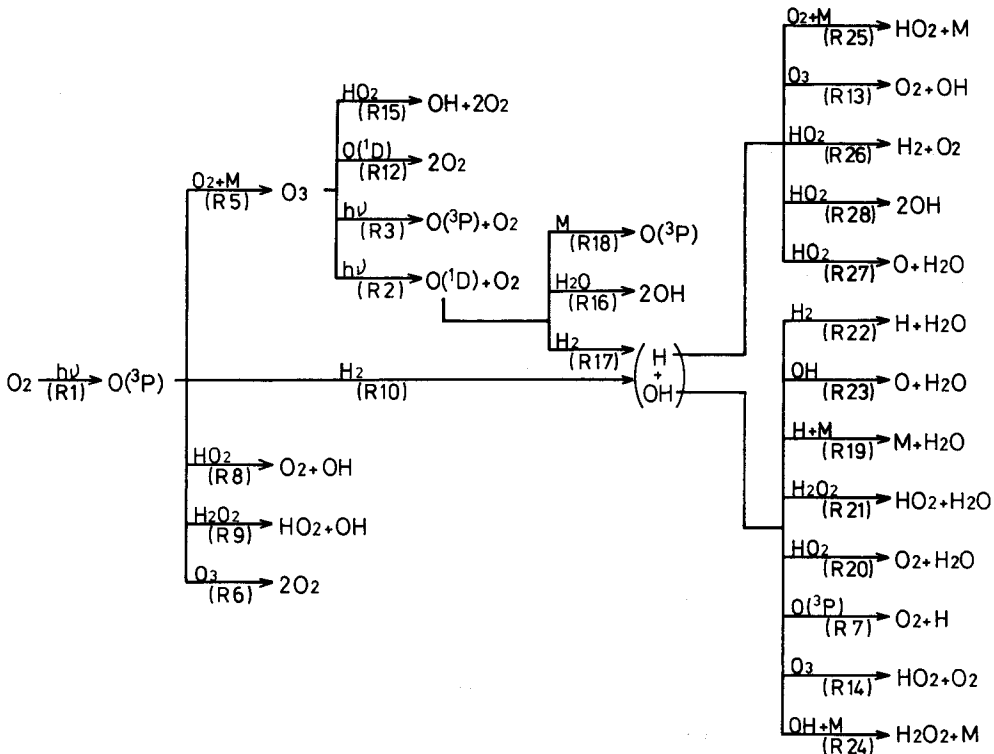 O2+M
(R25)
HO2+M
O3
(R13)
O2+OH
HO2
(R26)
H2+O2
HO2
(R28)
2OH
HO2
(R27)
O+H2O
HO2
(R15)
OH+2O2
O(¹D)
(R12)
2O2
hν
(R3)
O(³P)+O2
hν
(R2)
O(¹D)+O2
O2+M
(R5)
O3
M
(R18)
O(³P)
H2O
(R16)
2OH
H2
(R17)
(H
+
OH)
O2
hν
(R1)
O(³P)
H2
(R10)
HO2
(R8)
O2+OH
H2O2
(R9)
HO2+OH
O3
(R6)
2O2
H2
(R22)
H+H2O
OH
(R23)
O+H2O
H+M
(R19)
M+H2O
H2O2
(R21)
HO2+H2O
HO2
(R20)
O2+H2O
O(³P)
(R7)
O2+H
O3
(R14)
HO2+O2
OH+M
(R24)
H2O2+M